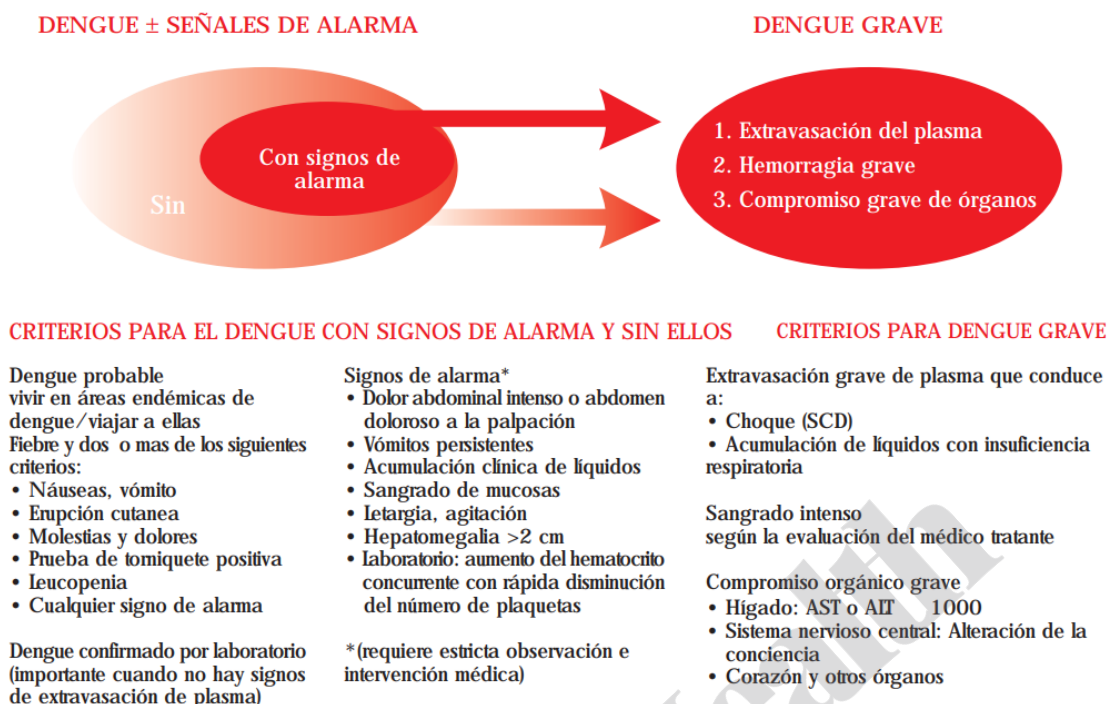 DENGUE ± SEÑALES DE ALARMA
DENGUE GRAVE
Con signos de
alarma
Sin
1. Extravasación del plasma
2. Hemorragia grave
3. Compromiso grave de órganos
CRITERIOS PARA EL DENGUE CON SIGNOS DE ALARMA Y SIN ELLOS
CRITERIOS PARA DENGUE GRAVE
Dengue probable
vivir en áreas endémicas de
dengue/viajar a ellas
Fiebre y dos o mas de los siguientes
criterios:
• Náuseas, vómito
• Erupción cutanea
• Molestias y dolores
• Prueba de torniquete positiva
• Leucopenia
• Cualquier signo de alarma
Dengue confirmado por laboratorio
(importante cuando no hay signos
de extravasación de plasma)
Signos de alarma*
• Dolor abdominal intenso o abdomen
doloroso a la palpación
• Vómitos persistentes
• Acumulación clínica de líquidos
• Sangrado de mucosas
• Letargia, agitación
• Hepatomegalia >2 cm
• Laboratorio: aumento del hematocrito
concurrente con rápida disminución
del número de plaquetas
*(requiere estricta observación e
intervención médica)
Extravasación grave de plasma que conduce
a:
• Choque (SCD)
• Acumulación de líquidos con insuficiencia
respiratoria
Sangrado intenso
según la evaluación del médico tratante
Compromiso orgánico grave
• Hígado: AST o ALT 1000
• Sistema nervioso central: Alteración de la
conciencia
• Corazón y otros órganos